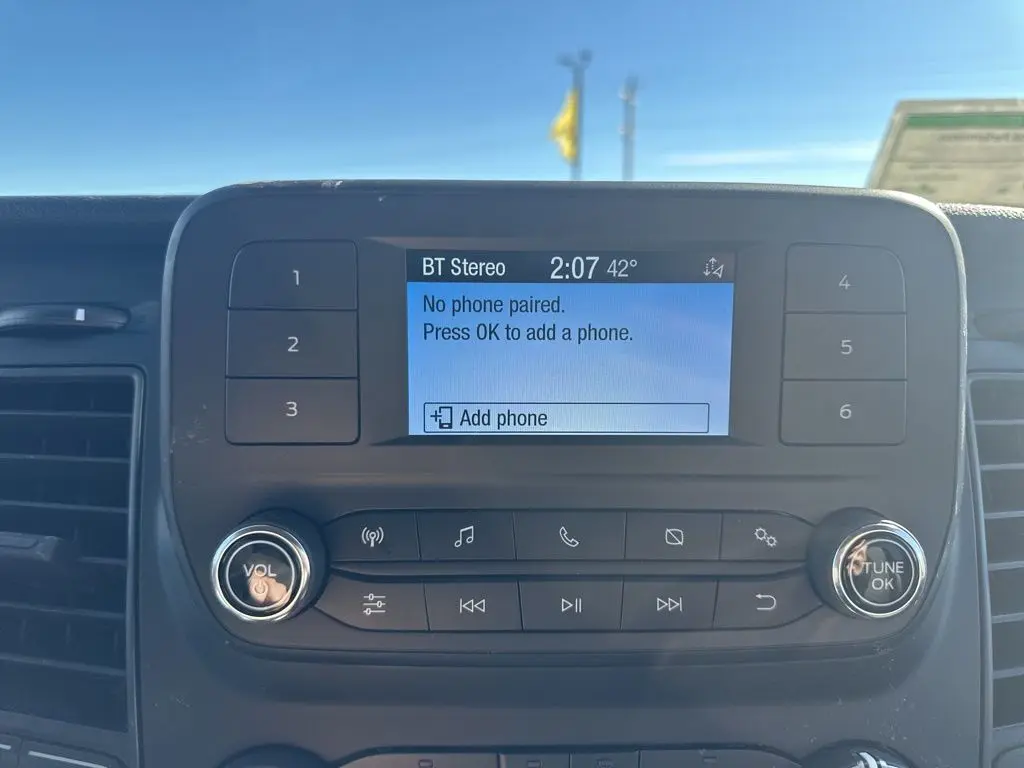 BT Stereo 2:07 42°
No phone paired.
Press OK to add a phone.
Add phone
1
2
3
4
5
6
VOL
TUNE
OK